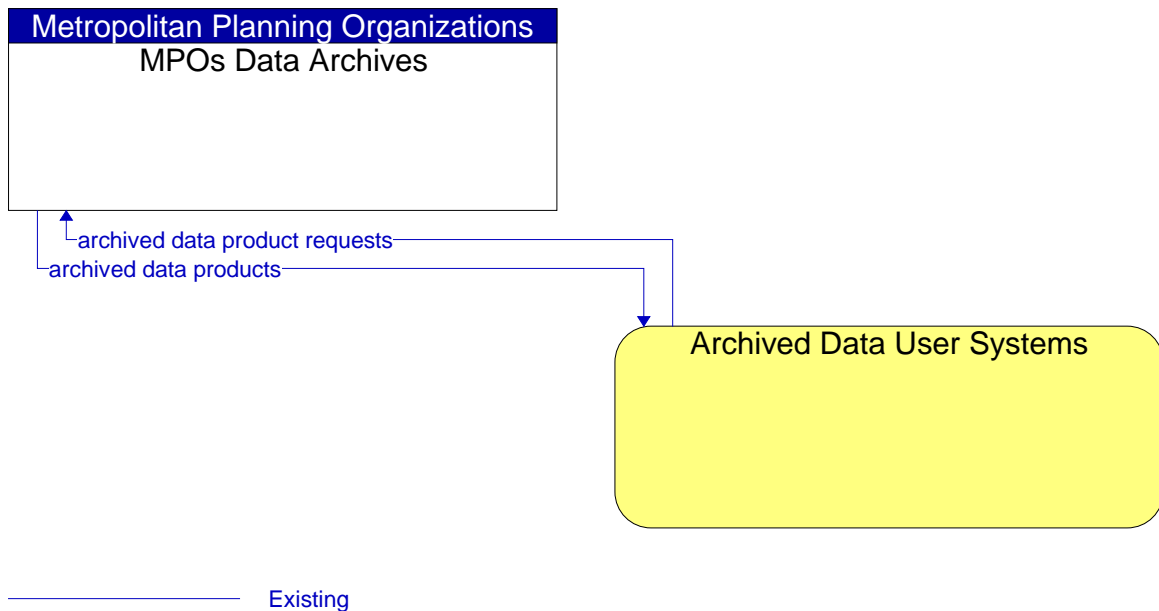 Metropolitan Planning Organizations
MPOs Data Archives
archived data product requests
archived data products
Archived Data User Systems
Existing